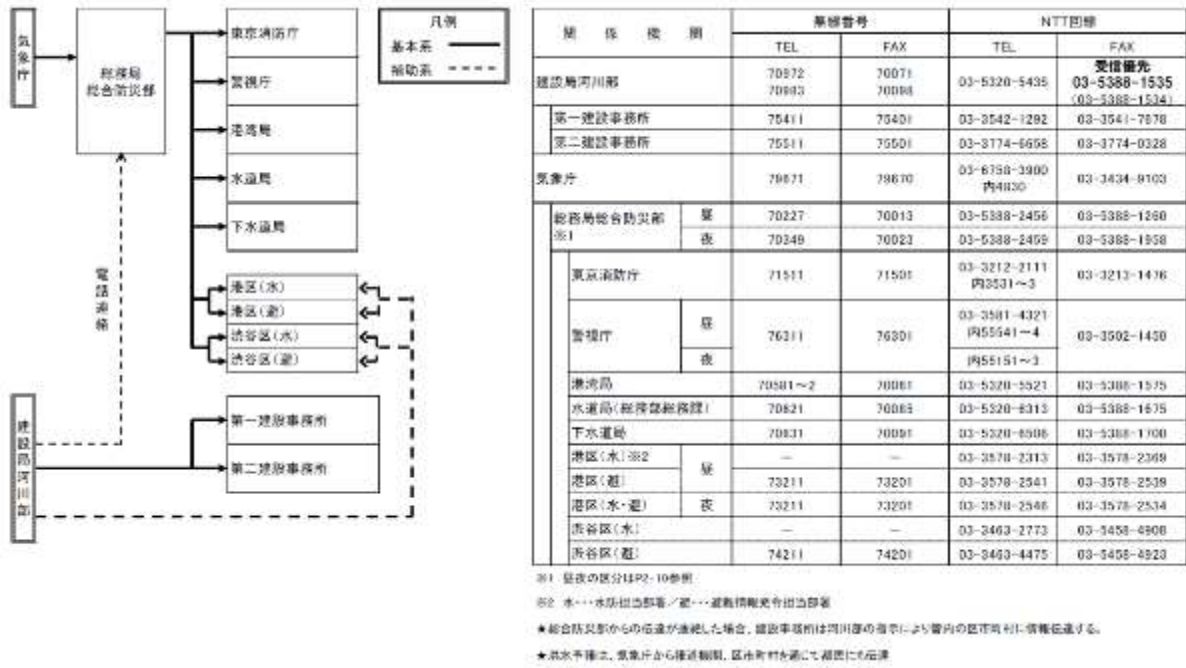 気象庁
総務局
総合防災部
東京消防庁
警視庁
港湾局
水道局
下水道局
港区(水)
港区(避)
渋谷区(水)
渋谷区(避)
電話連絡
建設局河川部
第一建設事務所
第二建設事務所
凡例
基本系
補助系
関係機関 無線番号 NTT回線
TEL FAX TEL FAX
建設局河川部 70972 70983 70071 70098 03-5320-5435 受信優先 03-5388-1535 (03-5388-1534)
第一建設事務所 75411 75401 03-3542-1292 03-3541-7678
第二建設事務所 75511 75501 03-3774-6658 03-3774-0328
気象庁 79671 79670 03-6758-3900 内4830 03-3434-9103
総務局総合防災部 ※1 昼 70227 70013 03-5388-2456 03-5388-1260
夜 70349 70023 03-5388-2459 03-5388-1958
東京消防庁 71511 71501 03-3212-2111 内3531~3 03-3213-1476
警視庁 昼 76311 76301 03-3581-4321 内55541~4 03-3502-1450
夜 内55151~3
港湾局 70581~2 70081 03-5320-5521 03-5388-1575
水道局(総務部総務課) 70621 70085 03-5320-6313 03-5388-1675
下水道局 70631 70091 03-5320-6506 03-5388-1700
港区(水)※2 昼 - - 03-3578-2313 03-3578-2369
港区(避) 73211 73201 03-3578-2541 03-3578-2539
港区(水・避) 夜 73211 73201 03-3578-2546 03-3578-2534
渋谷区(水) - - 03-3463-2773 03-5458-4908
渋谷区(避) 74211 74201 03-3463-4475 03-5458-4923
※1 昼夜の区分はP2-10参照
※2 水・・・水防担当部署/避・・・避難情報発令担当部署
★総合防災部からの伝達が途絶した場合、建設事務所は河川部の指示により管内の区市町村に情報伝達する。
★洪水予報は、気象庁から報道機関、区市町村を通じて都民にも伝達